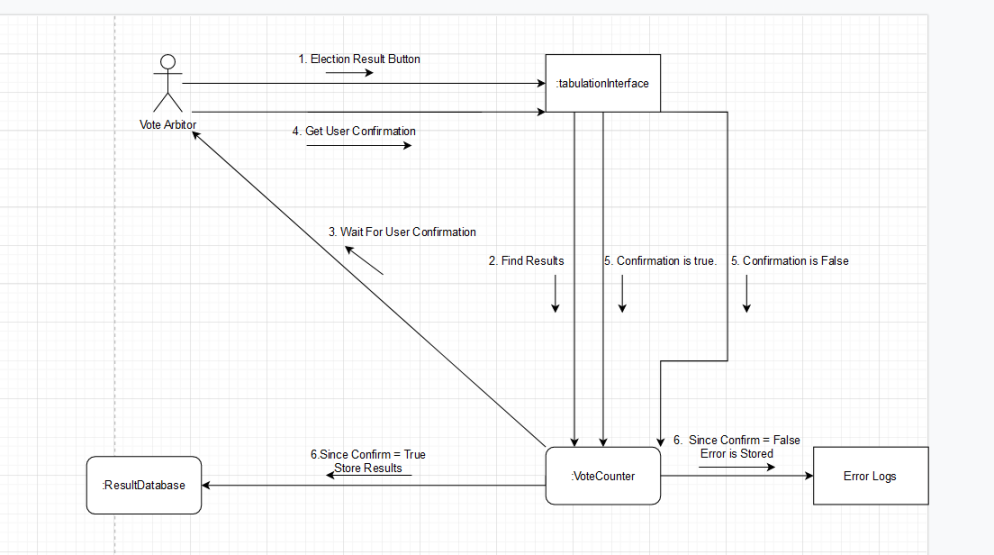 1. Election Result Button
:tabulationInterface
Vote Arbitor
4. Get User Confirmation
3. Wait For User Confirmation
2. Find Results
5. Confirmation is true.
5. Confirmation is False
6.Since Confirm = True
Store Results
6. Since Confirm = False
Error is Stored
:ResultDatabase
:VoteCounter
Error Logs